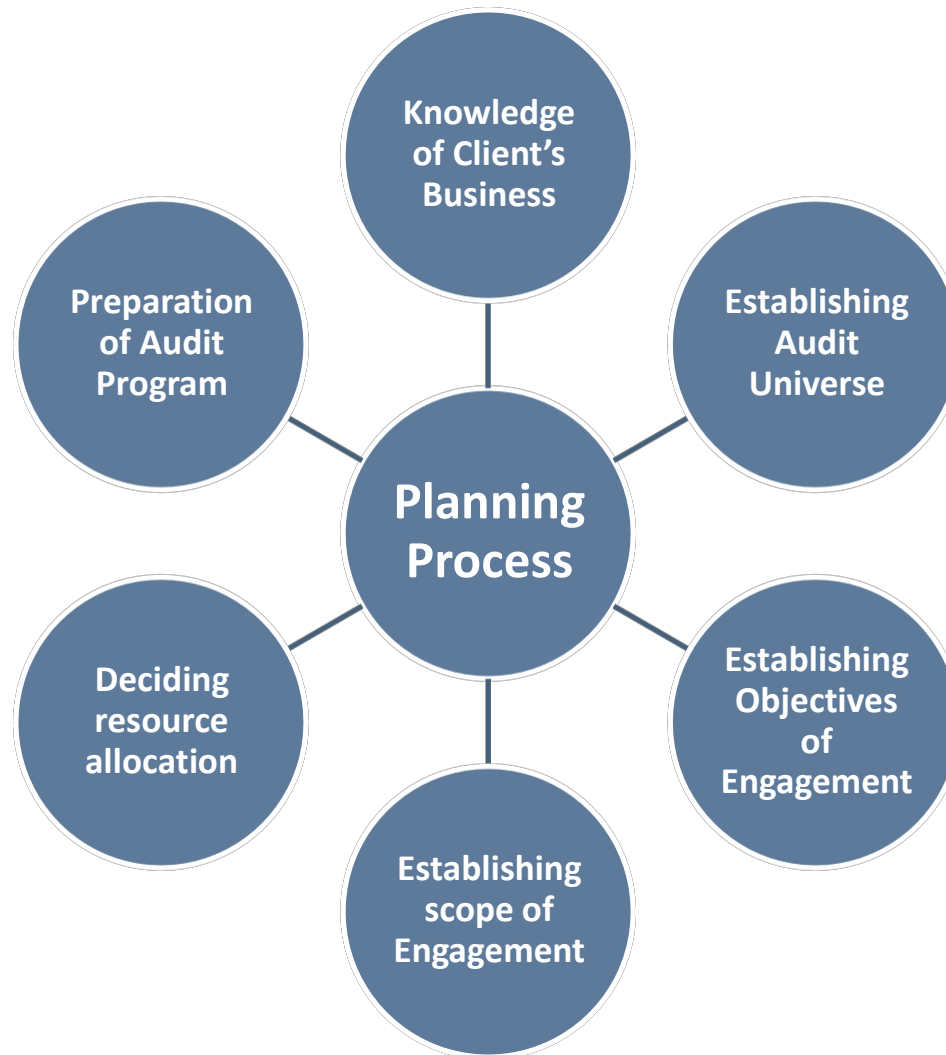 Knowledge
of Client’s
Business
Establishing
Audit
Universe
Establishing
Objectives
of
Engagement
Establishing
scope of
Engagement
Deciding
resource
allocation
Preparation
of Audit
Program
Planning
Process